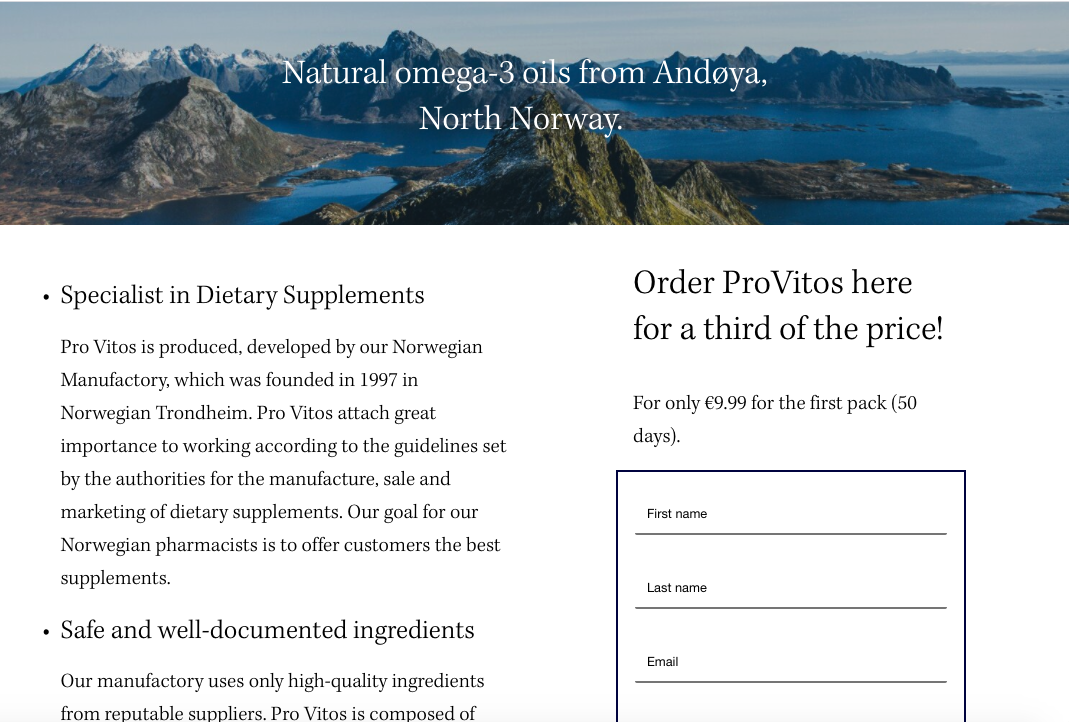 Natural omega-3 oils from Andøya,
North Norway.
• Specialist in Dietary Supplements
Pro Vitos is produced, developed by our Norwegian
Manufactory, which was founded in 1997 in
Norwegian Trondheim. Pro Vitos attach great
importance to working according to the guidelines set
by the authorities for the manufacture, sale and
marketing of dietary supplements. Our goal for our
Norwegian pharmacists is to offer customers the best
supplements.
• Safe and well-documented ingredients
Our manufactory uses only high-quality ingredients
from reputable suppliers. Pro Vitos is composed of
Order ProVitos here
for a third of the price!
For only €9.99 for the first pack (50
days).
First name
Last name
Email